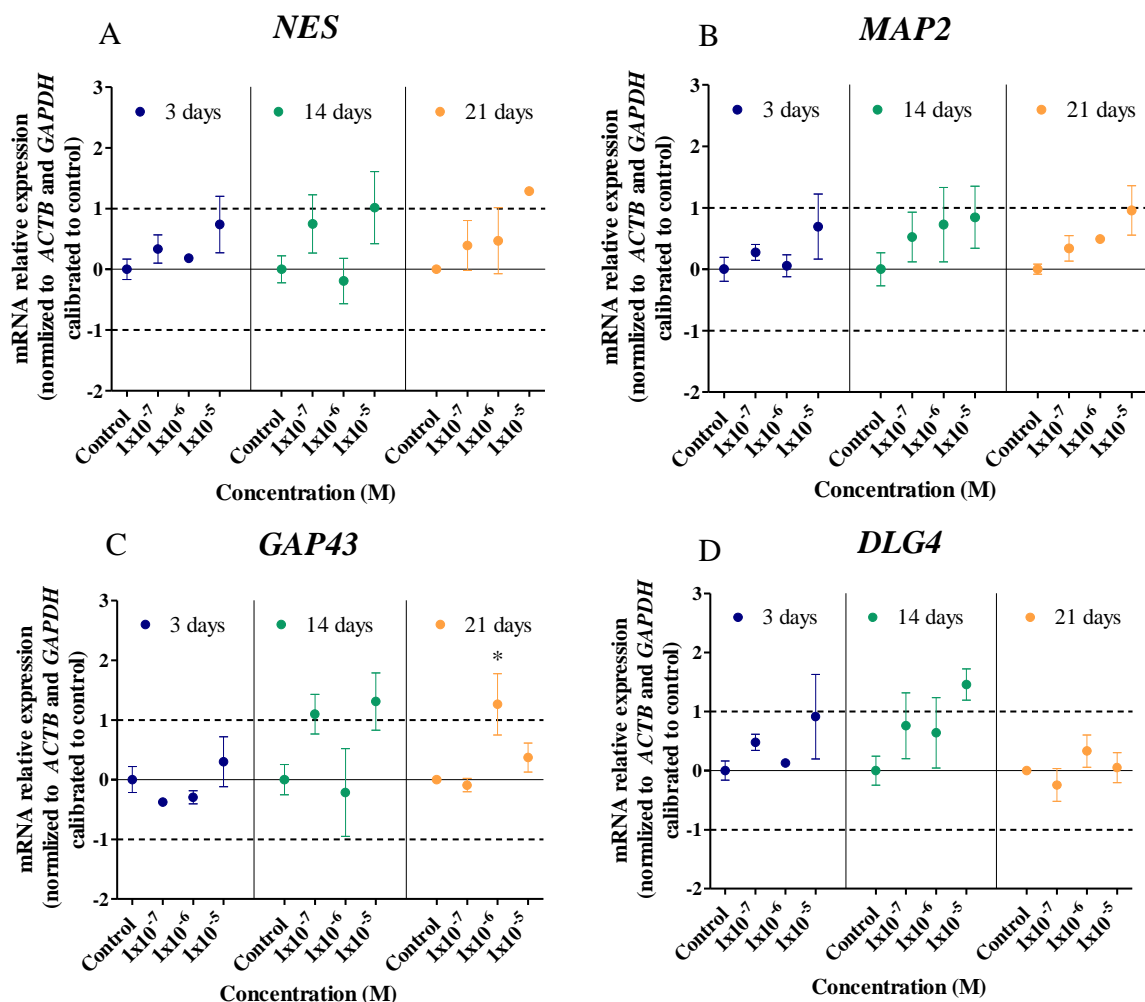 A
NES
mRNA relative expression
(normlized to ACTB and GAPDH
calibrated to control)
3
2
1
0
-1
-2
3 days
14 days
21 days
Control
1x10⁻⁷
1x10⁻⁶
1x10⁻⁵
Control
1x10⁻⁷
1x10⁻⁶
1x10⁻⁵
Control
1x10⁻⁷
1x10⁻⁶
1x10⁻⁵
Concentration (M)
B
MAP2
mRNA relative expression
(normlized to ACTB and GAPDH
calibrated to control)
3
2
1
0
-1
-2
3 days
14 days
21 days
Control
1x10⁻⁷
1x10⁻⁶
1x10⁻⁵
Control
1x10⁻⁷
1x10⁻⁶
1x10⁻⁵
Control
1x10⁻⁷
1x10⁻⁶
1x10⁻⁵
Concentration (M)
C
GAP43
mRNA relative expression
(normlized to ACTB and GAPDH
calibrated to control)
3
2
1
0
-1
-2
3 days
14 days
21 days
*
Control
1x10⁻⁷
1x10⁻⁶
1x10⁻⁵
Control
1x10⁻⁷
1x10⁻⁶
1x10⁻⁵
Control
1x10⁻⁷
1x10⁻⁶
1x10⁻⁵
Concentration (M)
D
DLG4
mRNA relative expression
(normlized to ACTB and GAPDH
calibrated to control)
3
2
1
0
-1
-2
3 days
14 days
21 days
Control
1x10⁻⁷
1x10⁻⁶
1x10⁻⁵
Control
1x10⁻⁷
1x10⁻⁶
1x10⁻⁵
Control
1x10⁻⁷
1x10⁻⁶
1x10⁻⁵
Concentration (M)